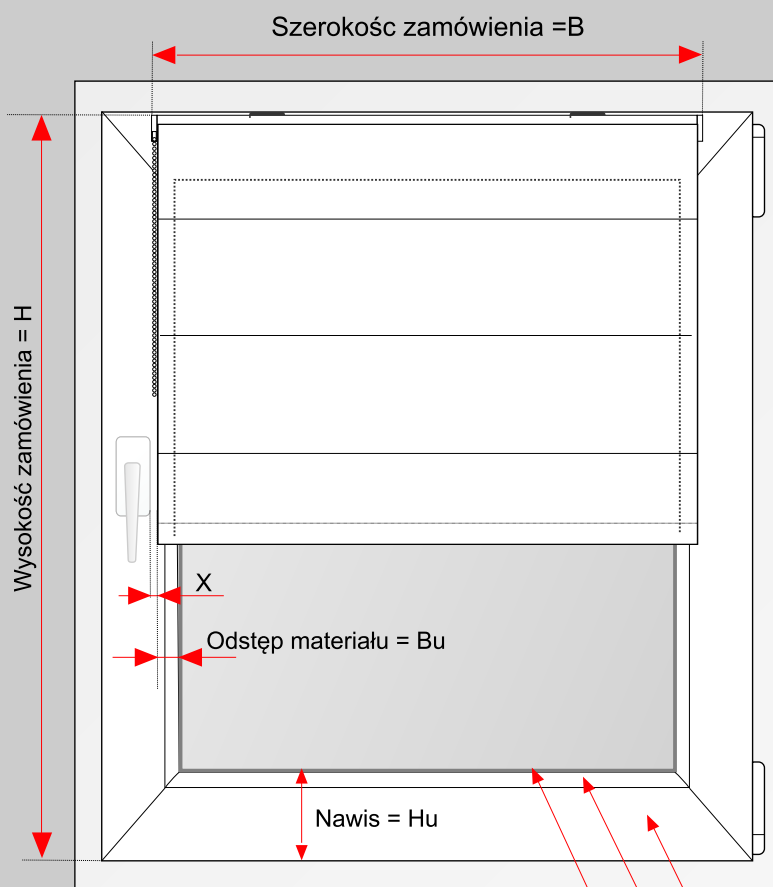 Szerokośc zamówienia =B
Wysokość zamówienia = H
X
Odstęp materiału = Bu
Nawis = Hu